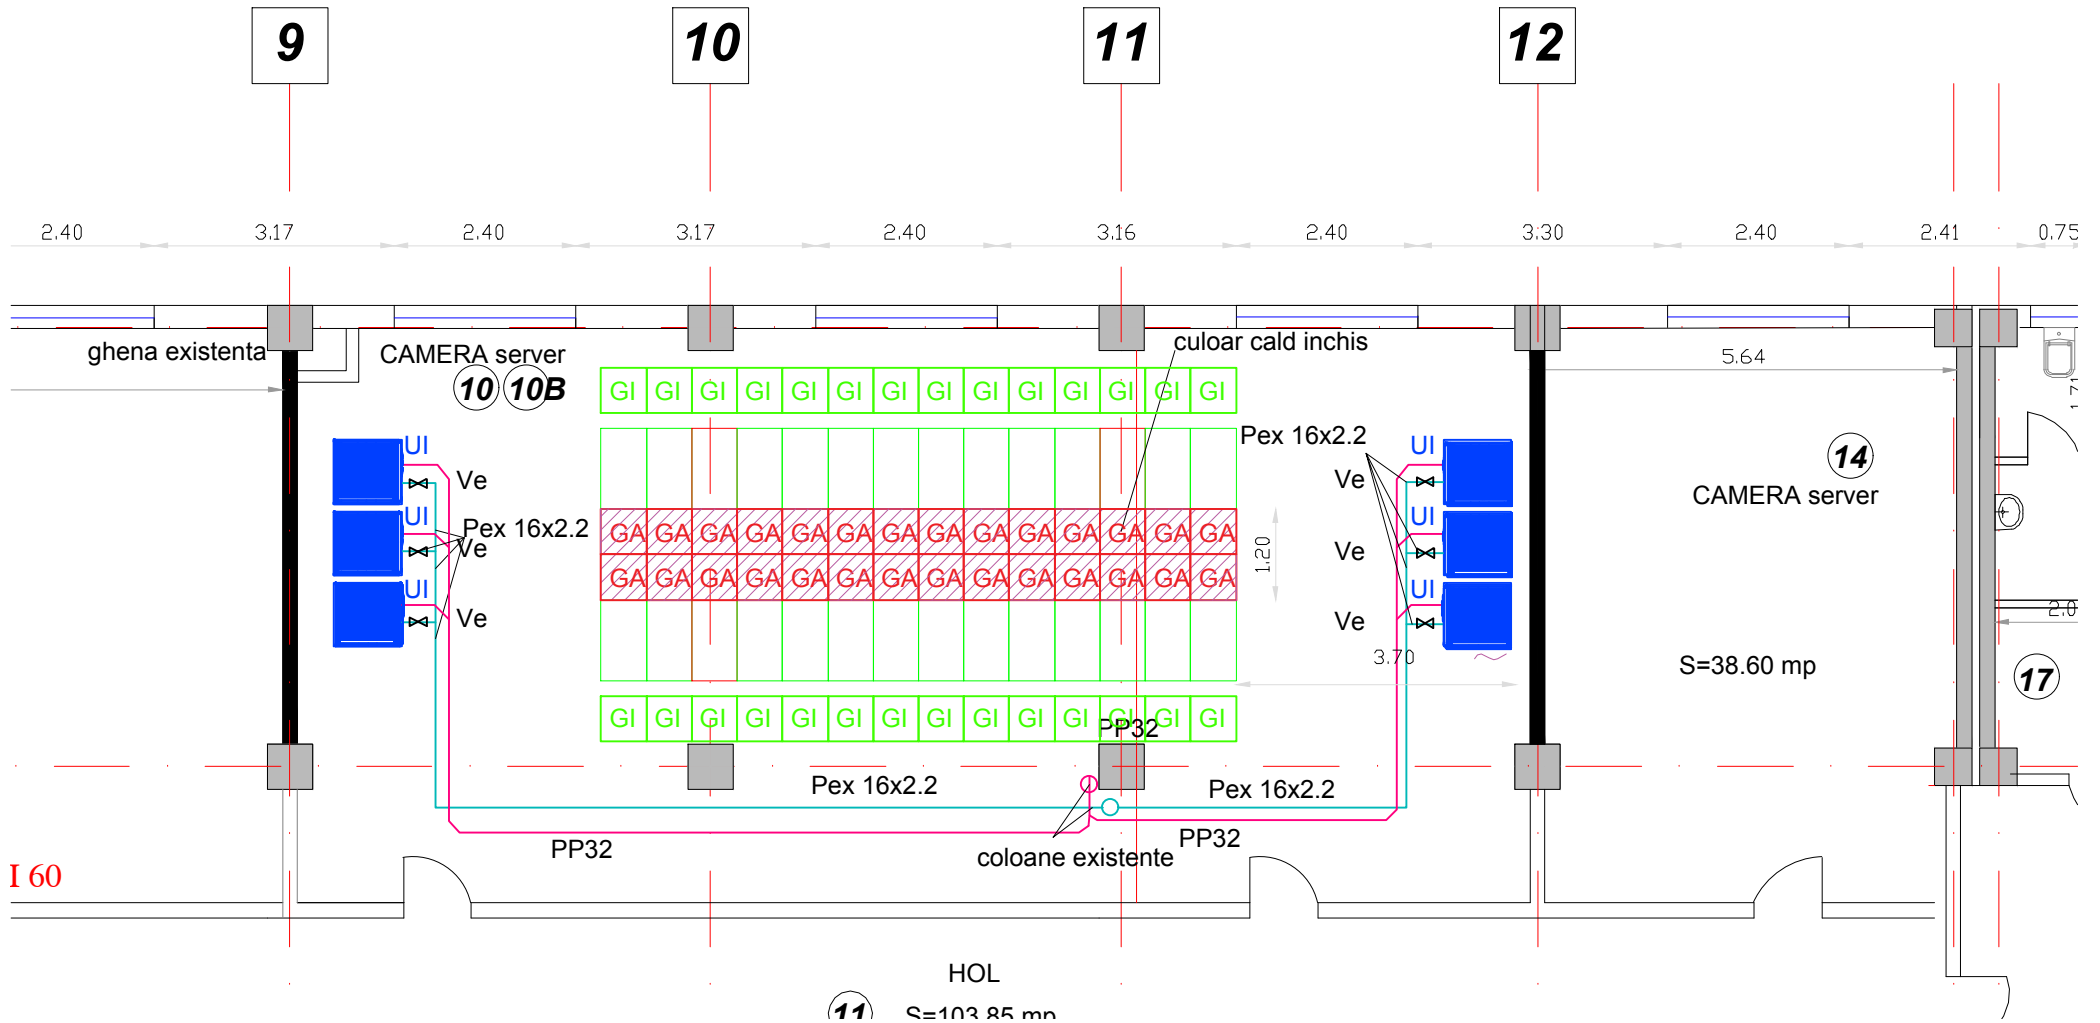 9 10 11 12
2.40 3.17 2.40 3.17 2.40 3.16 2.40 3.30 2.40 2.41 0.75
ghena existenta
CAMERA server
10 10B
culoar cald inchis
5.64
GI GI GI GI GI GI GI GI GI GI GI GI GI GI
UI
Ve
Pex 16x2.2
UI
Ve
UI
Ve
Pex 16x2.2
UI
Ve
UI
Ve
UI
Ve
GA GA GA GA GA GA GA GA GA GA GA GA GA GA
GA GA GA GA GA GA GA GA GA GA GA GA GA GA
1.20
3.70
14
CAMERA server
S=38.60 mp
17
GI GI GI GI GI GI GI GI GI GI GI GI GI GI
PP32
Pex 16x2.2
Pex 16x2.2
PP32
PP32
coloane existente
I 60
HOL
11 S=103.85 mp